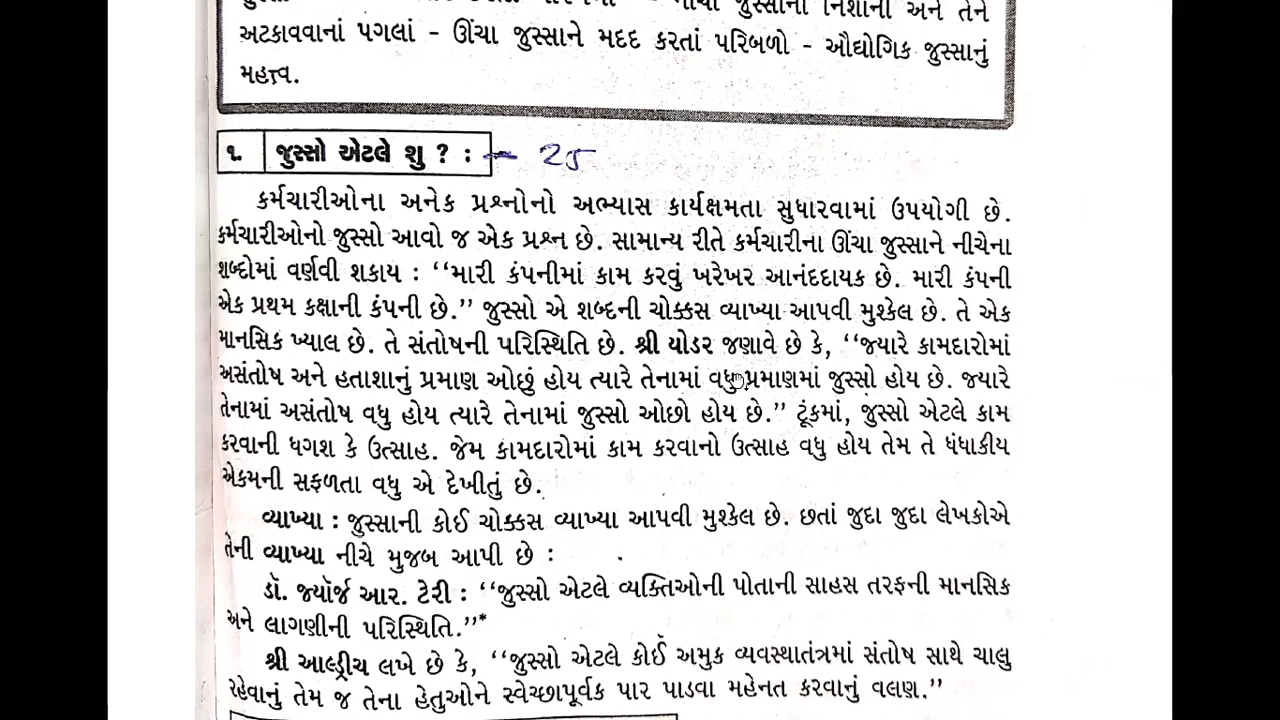 અને તેને
અટકાવવાનાં પગલાં - ઊંચા જુસ્સાને મદદ કરતાં પરિબળો - ઔદ્યોગિક જુસ્સાનું
મહત્ત્વ.
૧. જુસ્સો એટલે શુ ? : - 25
કર્મચારીઓના અનેક પ્રશ્નોનો અભ્યાસ કાર્યક્ષમતા સુધારવામાં ઉપયોગી છે.
કર્મચારીઓનો જુસ્સો આવો જ એક પ્રશ્ન છે. સામાન્ય રીતે કર્મચારીના ઊંચા જુસ્સાને નીચેના
શબ્દોમાં વર્ણવી શકાય : ‘‘મારી કંપનીમાં કામ કરવું ખરેખર આનંદદાયક છે. મારી કંપની
એક પ્રથમ કક્ષાની કંપની છે.’’ જુસ્સો એ શબ્દની ચોક્કસ વ્યાખ્યા આપવી મુશ્કેલ છે. તે એક
માનસિક ખ્યાલ છે. તે સંતોષની પરિસ્થિતિ છે. શ્રી યોડર જણાવે છે કે, ‘‘જ્યારે કામદારોમાં
અસંતોષ અને હતાશાનું પ્રમાણ ઓછું હોય ત્યારે તેનામાં વધુ પ્રમાણમાં જુસ્સો હોય છે. જ્યારે
તેનામાં અસંતોષ વધુ હોય ત્યારે તેનામાં જુસ્સો ઓછો હોય છે.’’ ટૂંકમાં, જુસ્સો એટલે કામ
કરવાની ધગશ કે ઉત્સાહ. જેમ કામદારોમાં કામ કરવાનો ઉત્સાહ વધુ હોય તેમ તે ધંધાકીય
એકમની સફળતા વધુ એ દેખીતું છે.
વ્યાખ્યા : જુસ્સાની કોઈ ચોક્કસ વ્યાખ્યા આપવી મુશ્કેલ છે. છતાં જુદા જુદા લેખકોએ
તેની વ્યાખ્યા નીચે મુજબ આપી છે :
ડૉ. જ્યૉર્જ આર. ટેરી : ‘‘જુસ્સો એટલે વ્યક્તિઓની પોતાની સાહસ તરફની માનસિક
અને લાગણીની પરિસ્થિતિ.’’*
શ્રી આલ્ડ્રીચ લખે છે કે, ‘‘જુસ્સો એટલે કોઈ અમુક વ્યવસ્થાતંત્રમાં સંતોષ સાથે ચાલુ
રહેવાનું તેમ જ તેના હેતુઓને સ્વેચ્છાપૂર્વક પાર પાડવા મહેનત કરવાનું વલણ.’’